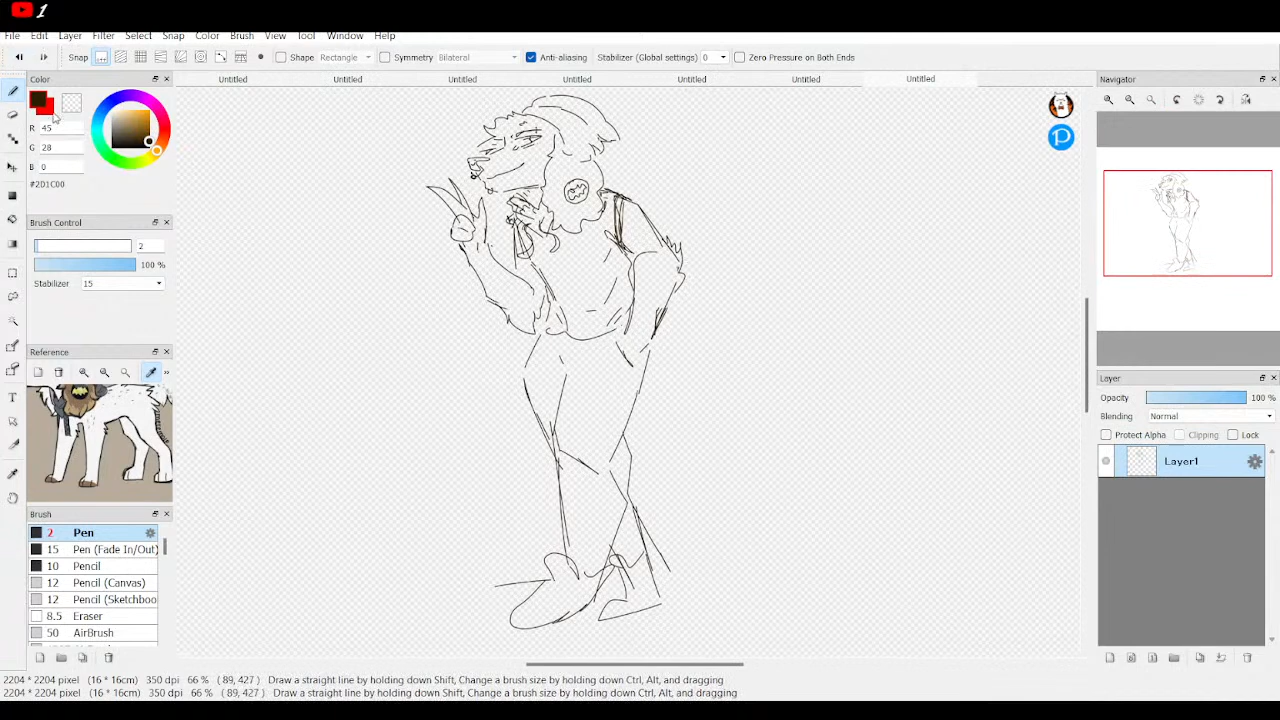 1
File Edit Layer Filter Select Snap Color Brush View Tool Window Help
Snap Shape Rectangle Symmetry Bilateral Anti-aliasing Stabilizer (Global settings) 0 Zero Pressure on Both Ends
Color
Untitled Untitled Untitled Untitled Untitled Untitled Untitled
Navigator
R 45
G 28
B 0
#2D1C00
Brush Control
2
100 %
Stabilizer 15
Reference
Layer
Opacity 100 %
Blending Normal
Protect Alpha Clipping Lock
Layer1
Brush
2 Pen
15 Pen (Fade In/Out)
10 Pencil
12 Pencil (Canvas)
12 Pencil (Sketchboo
8.5 Eraser
50 AirBrush
2204 * 2204 pixel (16 * 16cm) 350 dpi 66 % ( 89, 427) Draw a straight line by holding down Shift, Change a brush size by holding down Ctrl, Alt, and dragging
2204 * 2204 pixel (16 * 16cm) 350 dpi 66 % ( 89, 427) Draw a straight line by holding down Shift, Change a brush size by holding down Ctrl, Alt, and dragging